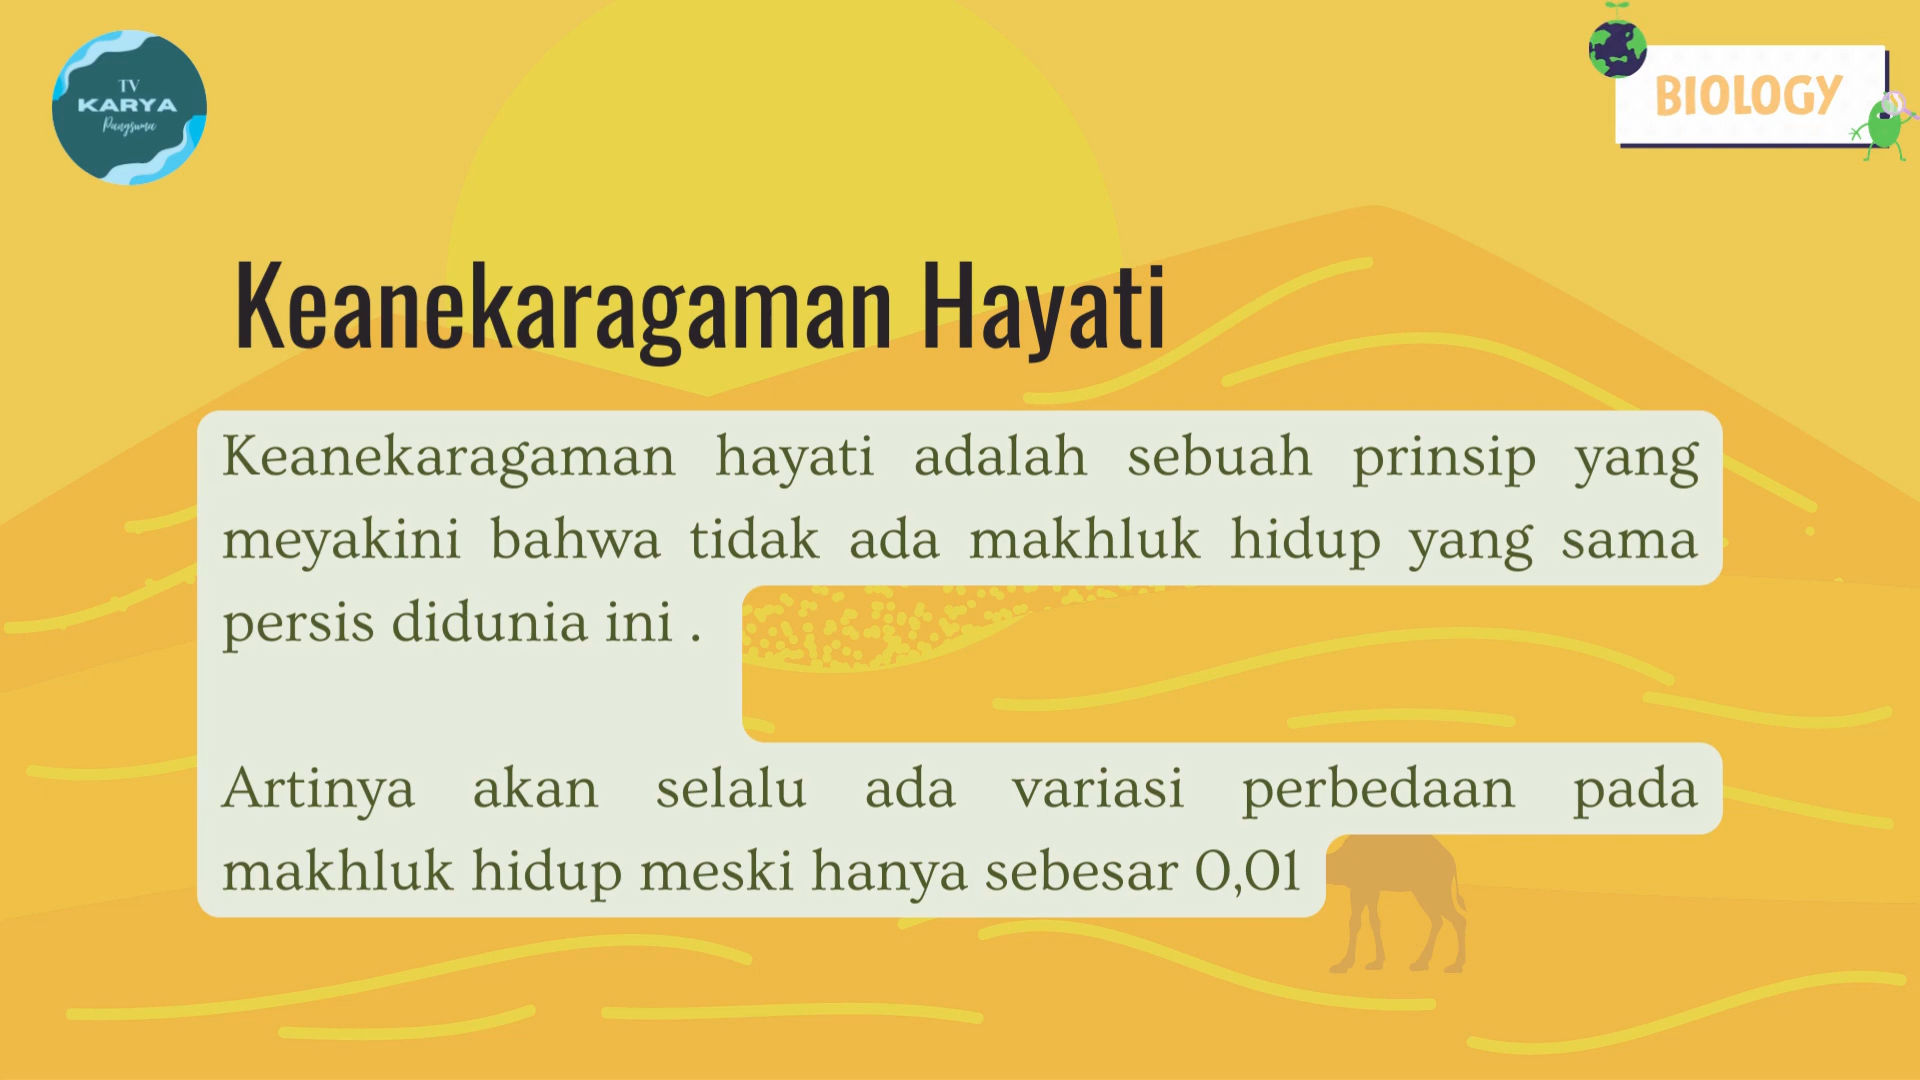 TV
KARYA
Pangsuma
BIOLOGY
Keanekaragaman Hayati
Keanekaragaman hayati adalah sebuah prinsip yang
meyakini bahwa tidak ada makhluk hidup yang sama
persis didunia ini .
Artinya akan selalu ada variasi perbedaan pada
makhluk hidup meski hanya sebesar 0,01